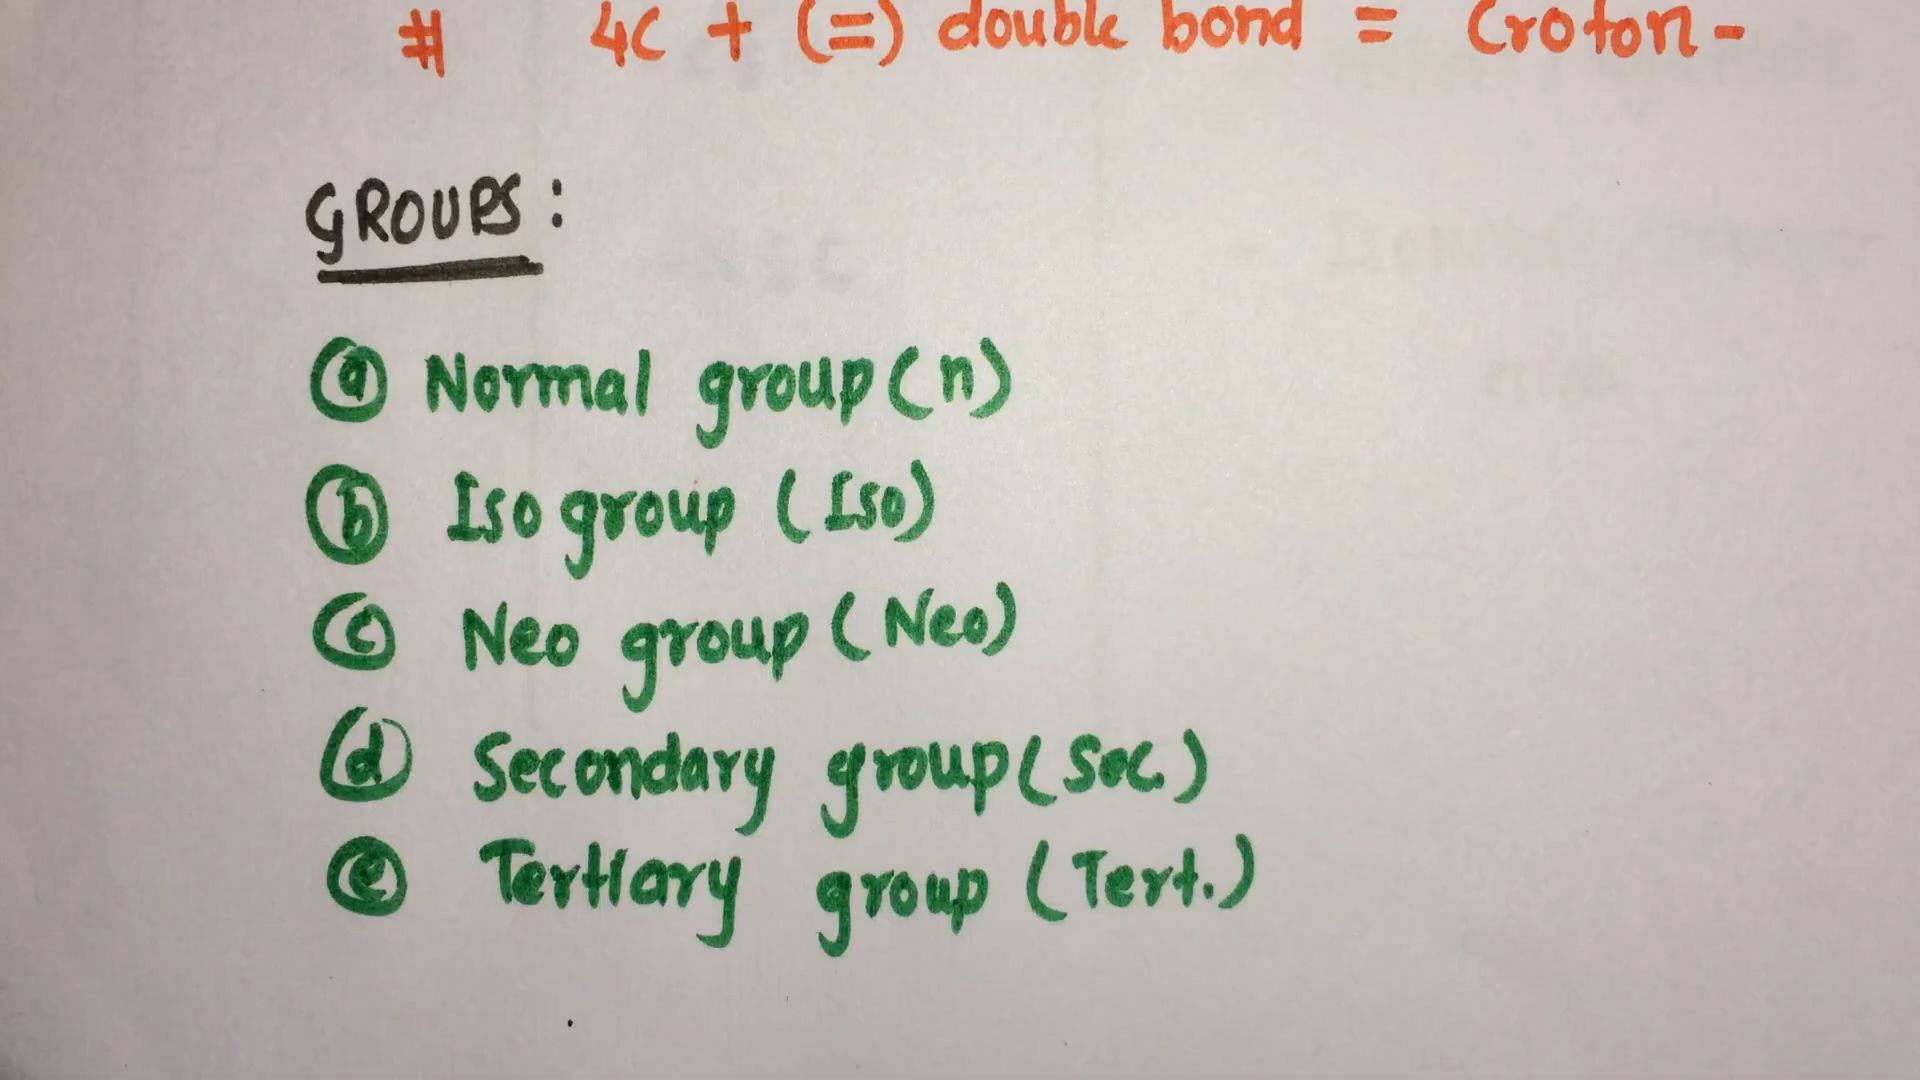 # 4C + (=) double bond = Croton-
GROUPS:
(a) Normal group (n)
(b) Iso group (Iso)
(c) Neo group (Neo)
(d) Secondary group (Sec.)
(e) Tertiary group (Tert.)